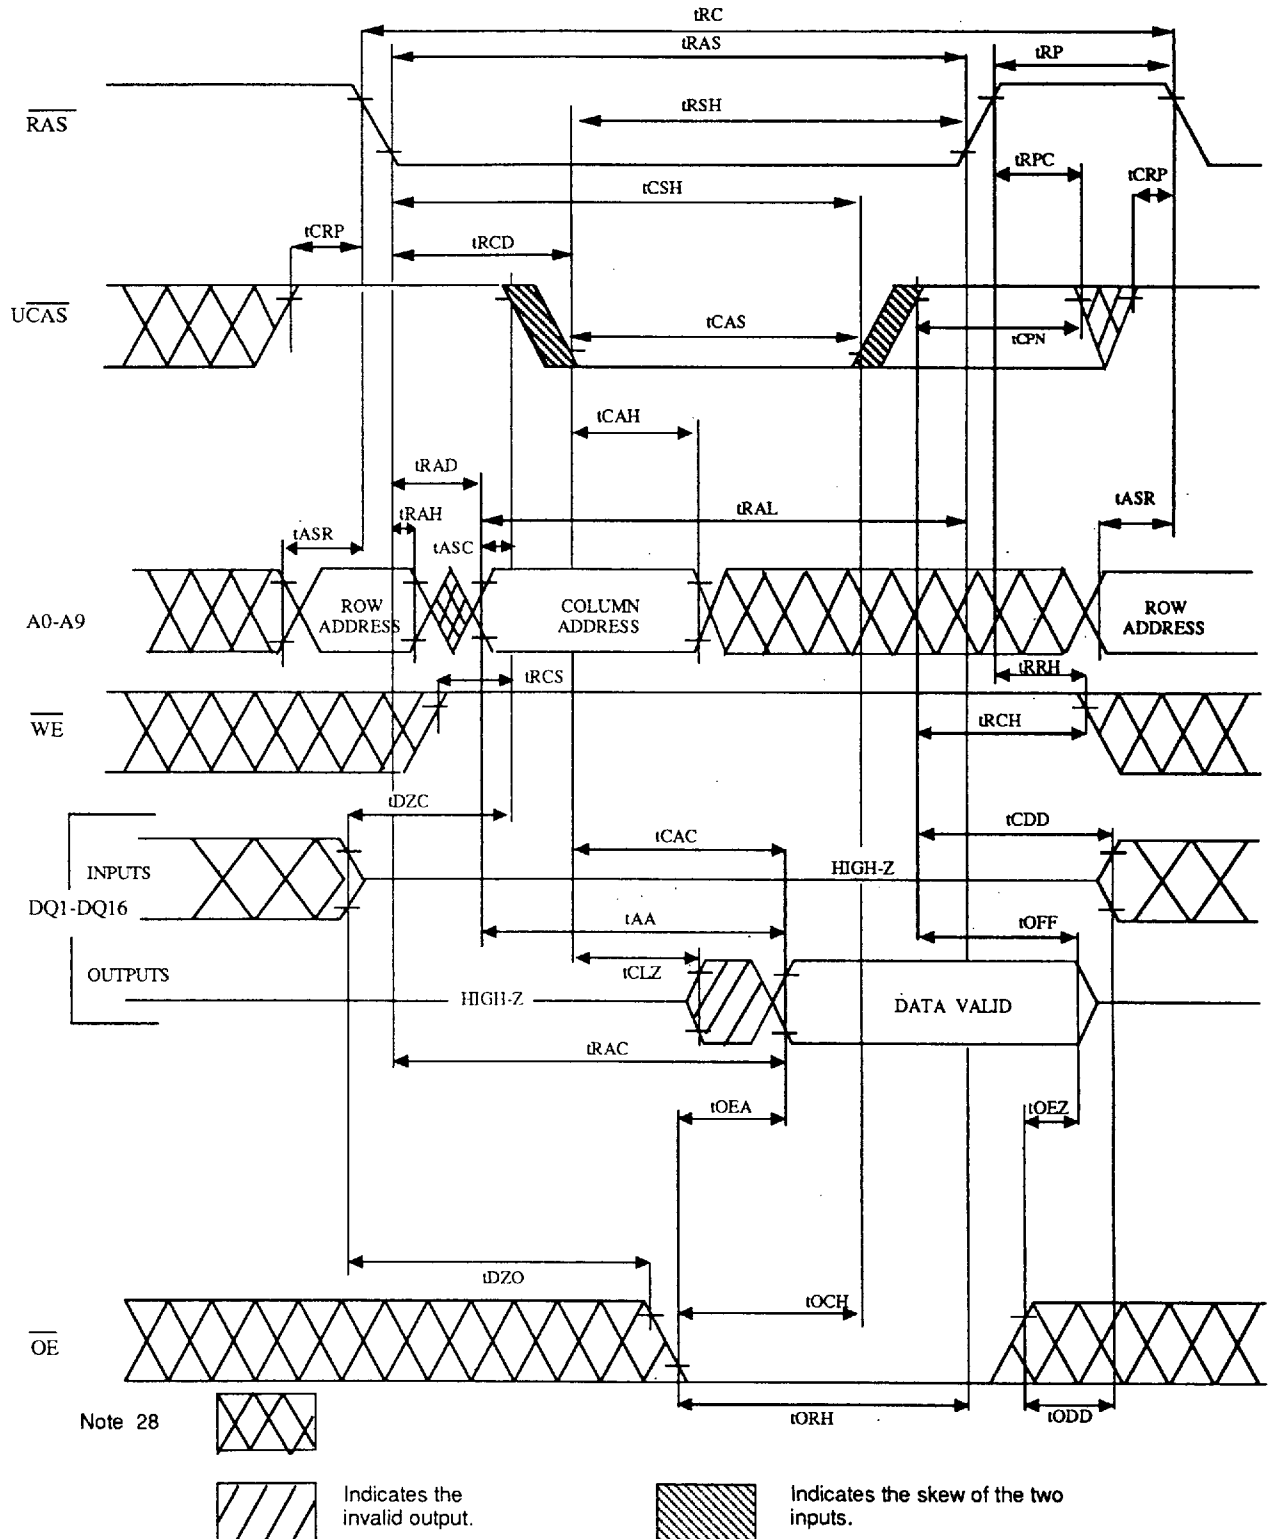 tRC
tRAS
tRP
RAS
tRSH
tRPC
tCRP
tCSH
tCRP
tRCD
UCAS
tCAS
tCPN
tCAH
tRAD
tRAL
tASR
tRAH
tASR
tASC
A0-A9
ROW
ADDRESS
COLUMN
ADDRESS
ROW
ADDRESS
tRCS
tRRH
WE
tRCH
tDZC
tCDD
tCAC
INPUTS
HIGH-Z
DQ1-DQ16
tAA
tOFF
OUTPUTS
tCLZ
HIGH-Z
DATA VALID
tRAC
tOEA
tOEZ
tDZO
tOCH
OE
tORH
tODD
Note 28
Indicates the
invalid output.
Indicates the skew of the two
inputs.